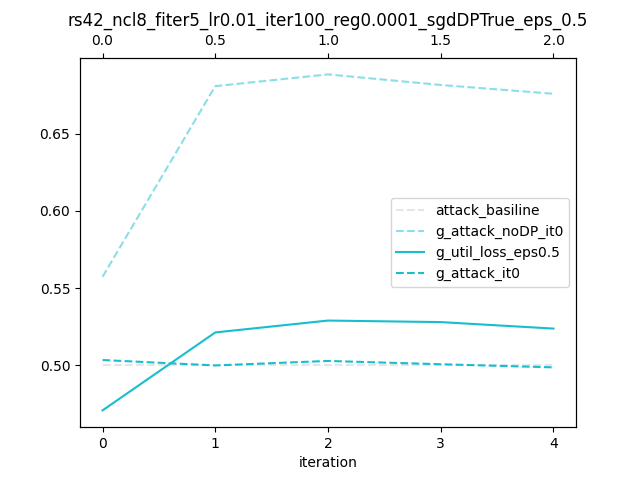 rs42_ncl8_fiter5_lr0.01_iter100_reg0.0001_sgdDPTrue_eps_0.5
0.0 0.5 1.0 1.5 2.0
0.65
0.60
0.55
0.50
attack_basiline
g_attack_noDP_it0
g_util_loss_eps0.5
g_attack_it0
0 1 2 3 4
iteration